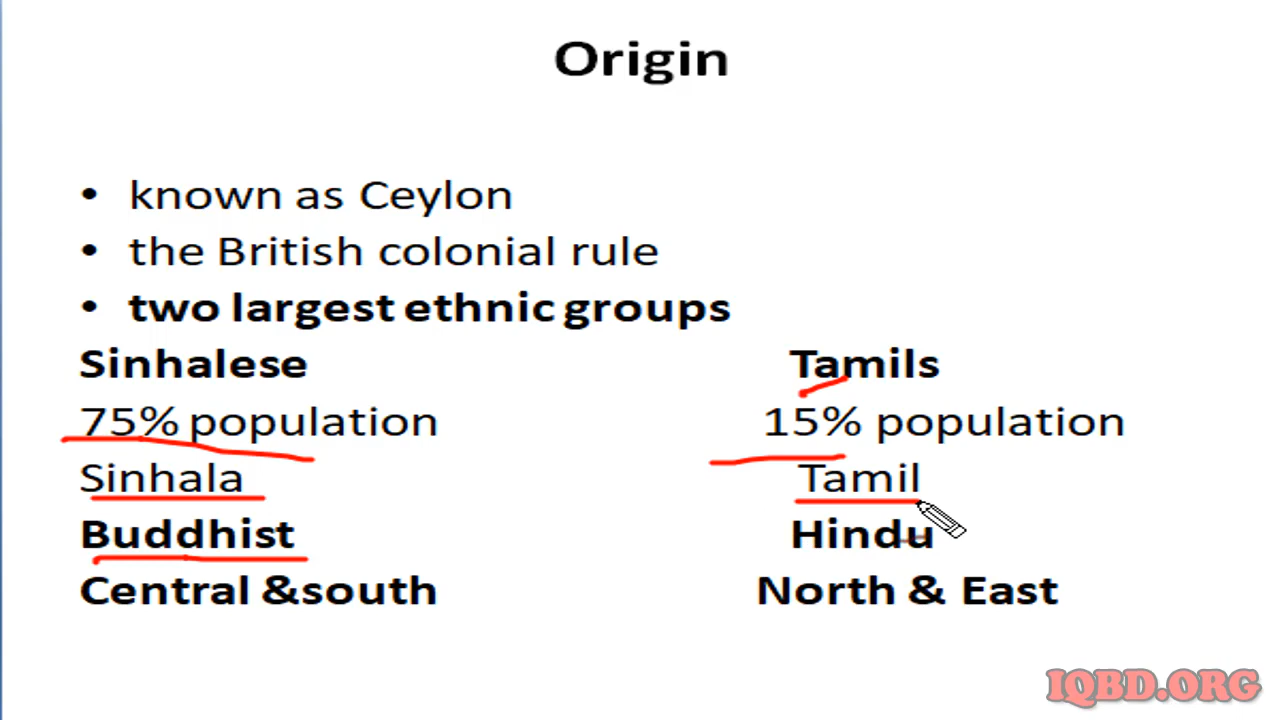 Origin
• known as Ceylon
• the British colonial rule
• two largest ethnic groups
Sinhalese Tamils
75% population 15% population
Sinhala Tamil
Buddhist Hindu
Central &south North & East
IQBD.ORG